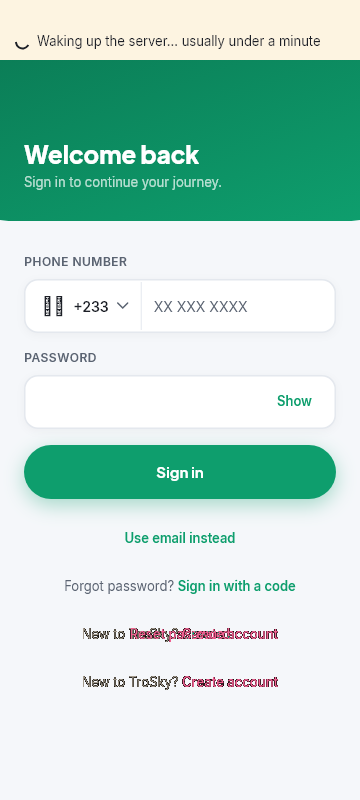 Waking up the server... usually under a minute
Welcome back
Sign in to continue your journey.
PHONE NUMBER
+233
XX XXX XXXX
PASSWORD
Show
Sign in
Use email instead
Forgot password? Sign in with a code
New to account
New to TroSky? Create account